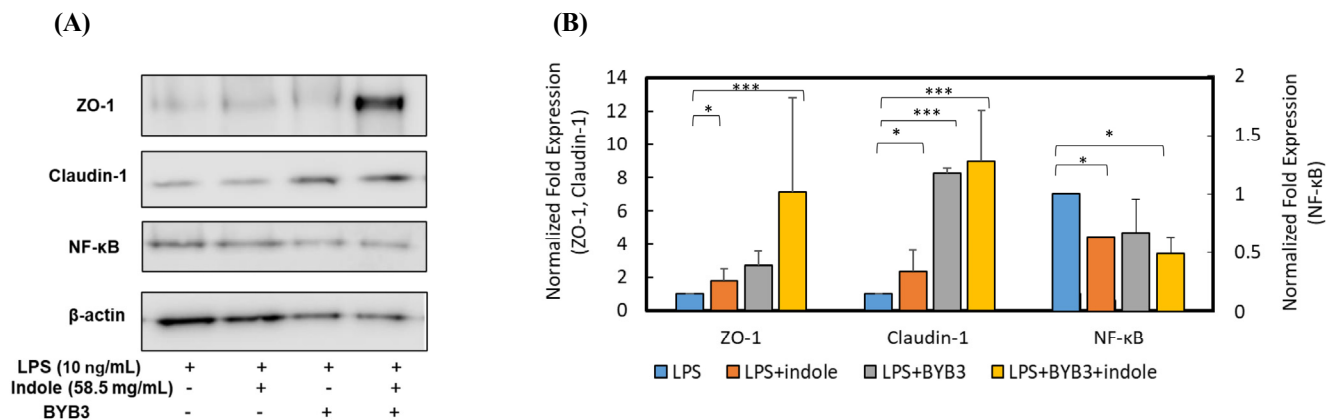 (A)
ZO-1
Claudin-1
NF-κB
β-actin
LPS (10 ng/mL) + + + +
Indole (58.5 mg/mL) - + - +
BYB3 - - + +
(B)
Normalized Fold Expression
(ZO-1, Claudin-1)
14
12
10
8
6
4
2
0
* ***
* *** ***
* *
2
1.5
1
0.5
0
Normalized Fold Expression
(NF-κB)
ZO-1 Claudin-1 NF-κB
LPS LPS+indole LPS+BYB3 LPS+BYB3+indole